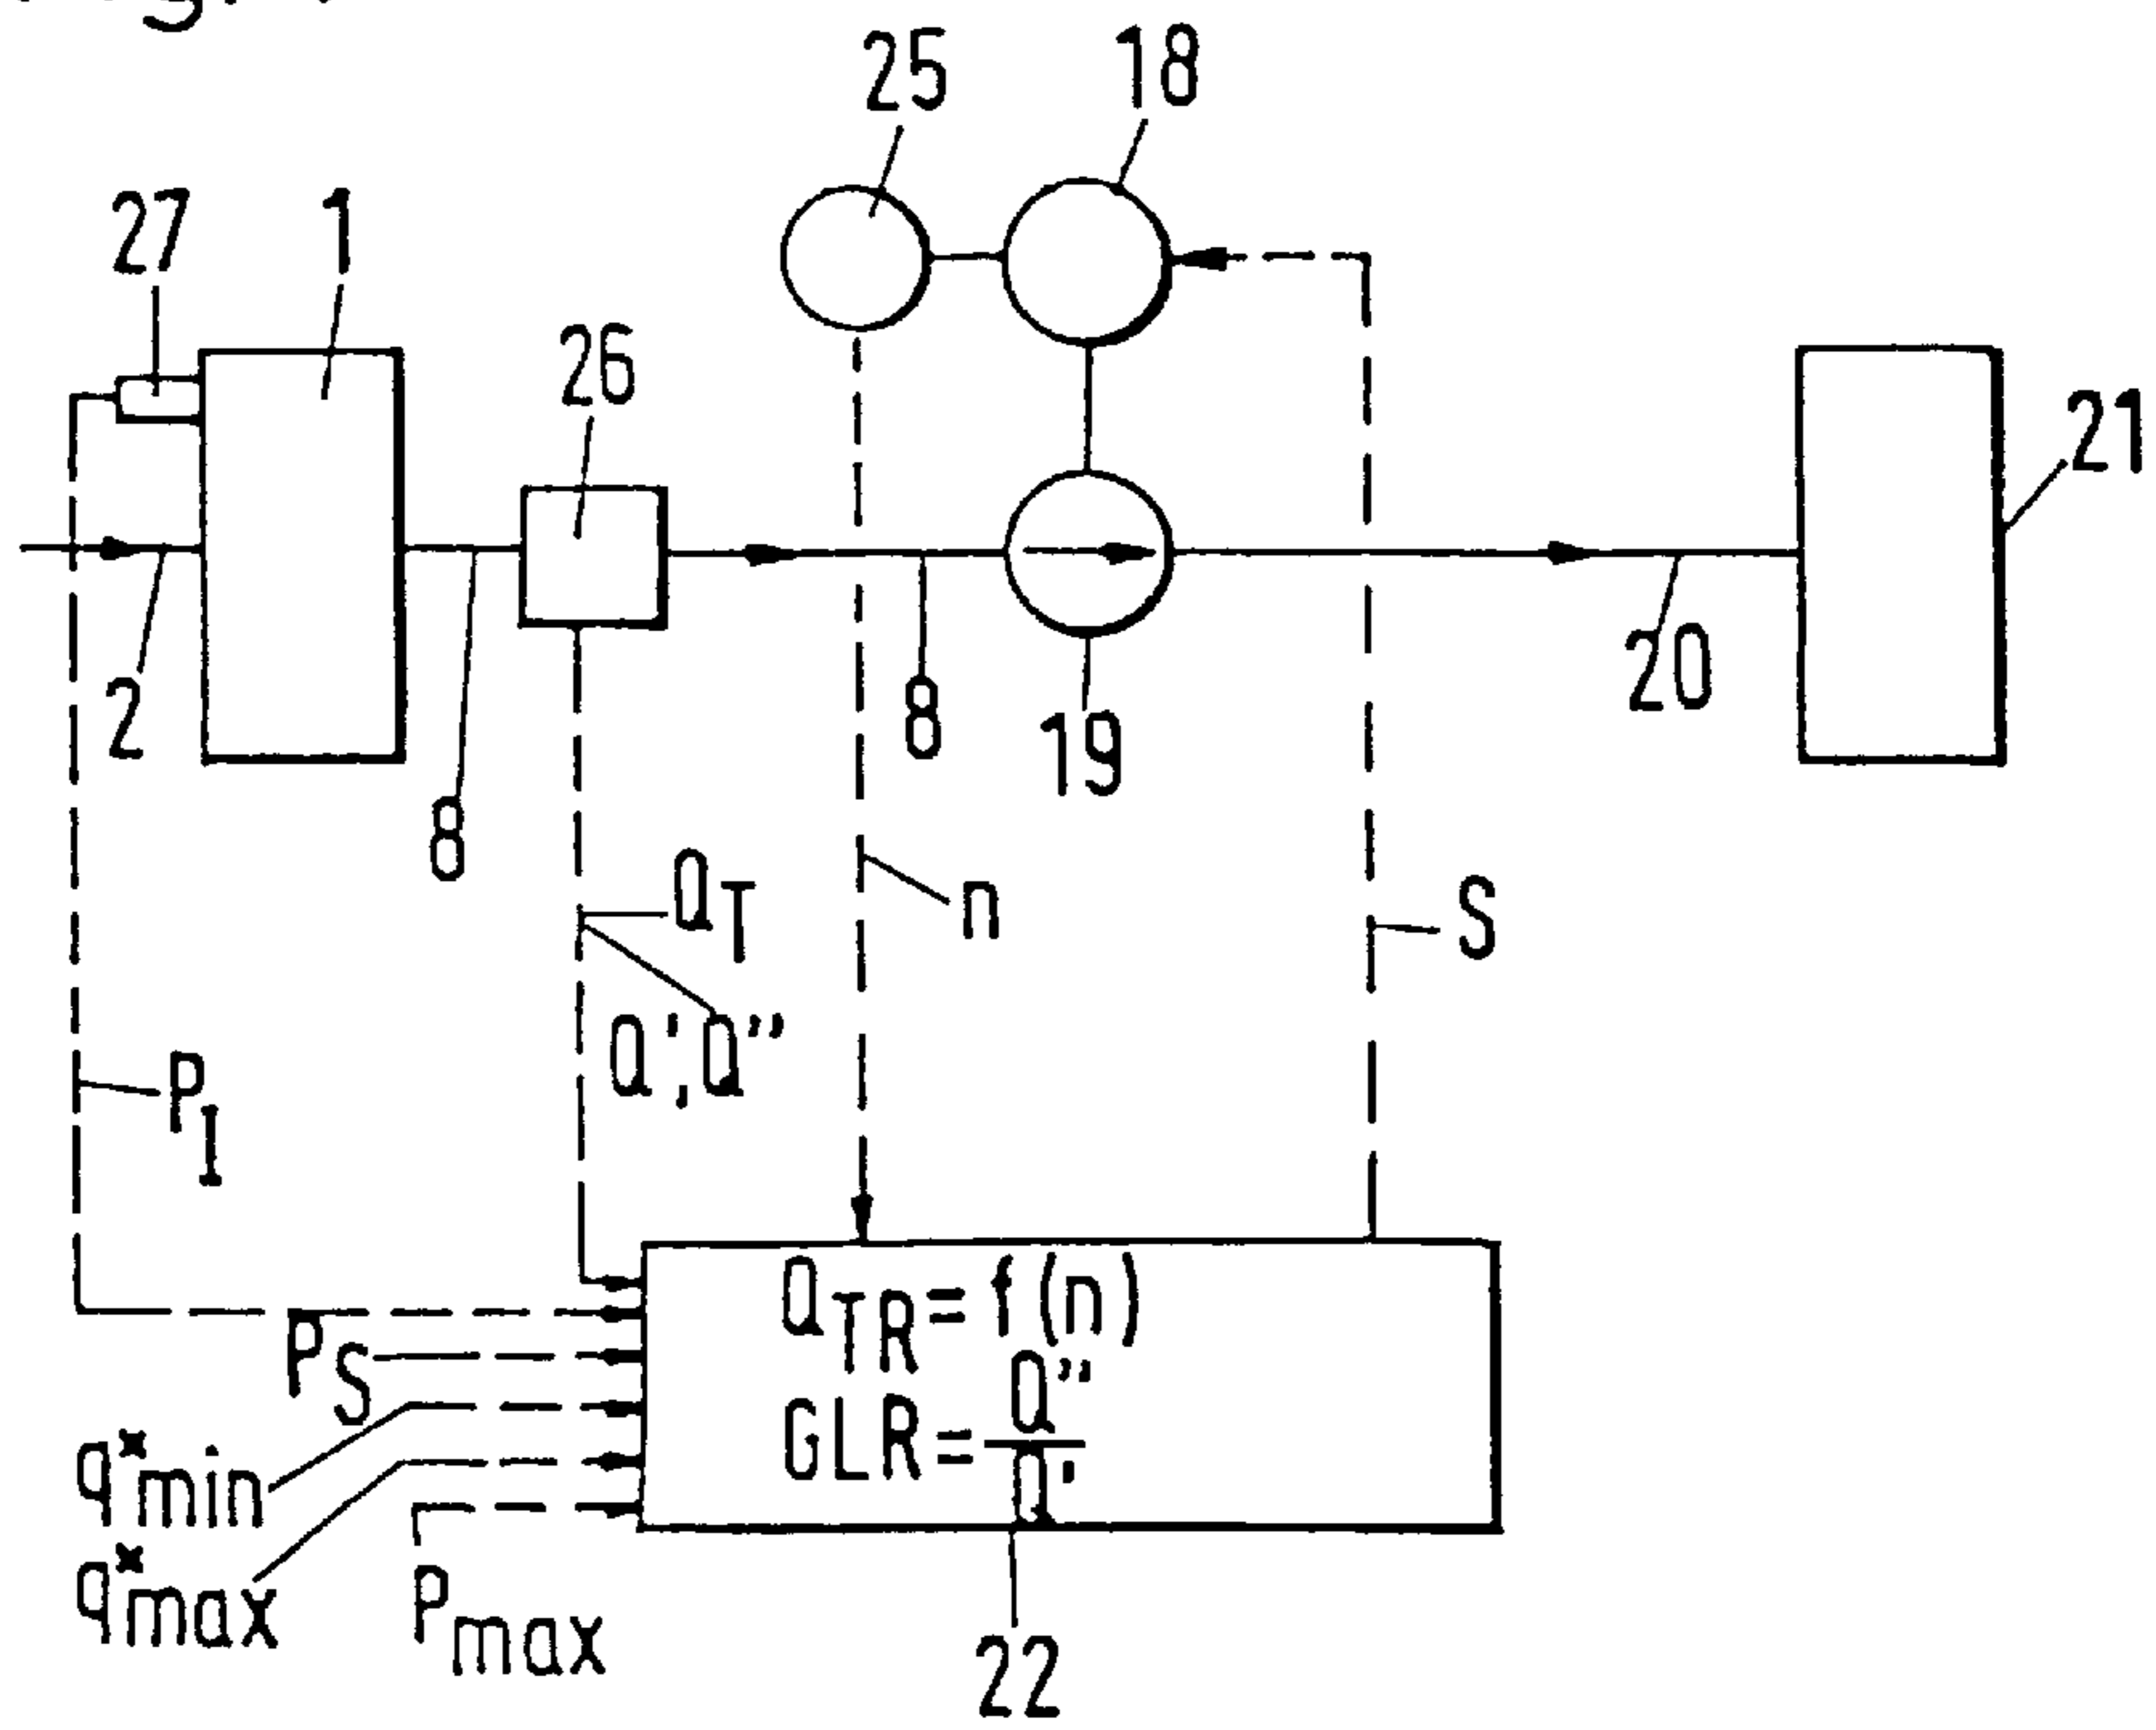 25
18
27
1
26
21
2
8
8
19
20
Q_T
n
S
Q', Q''
P_I
Q_TR = f(n)
P_S
GLR = Q''/Q'
q*min
q*max
P_max
22